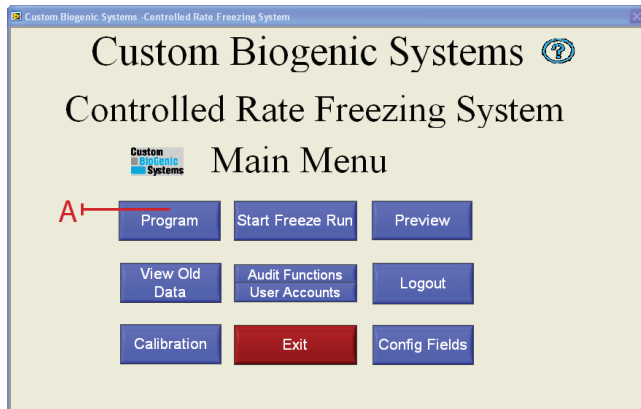 Custom Biogenic Systems -Controlled Rate Freezing System
Custom Biogenic Systems ?
Controlled Rate Freezing System
Custom
BioGenic
Systems
Main Menu
A
Program
Start Freeze Run
Preview
View Old
Data
Audit Functions
User Accounts
Logout
Calibration
Exit
Config Fields